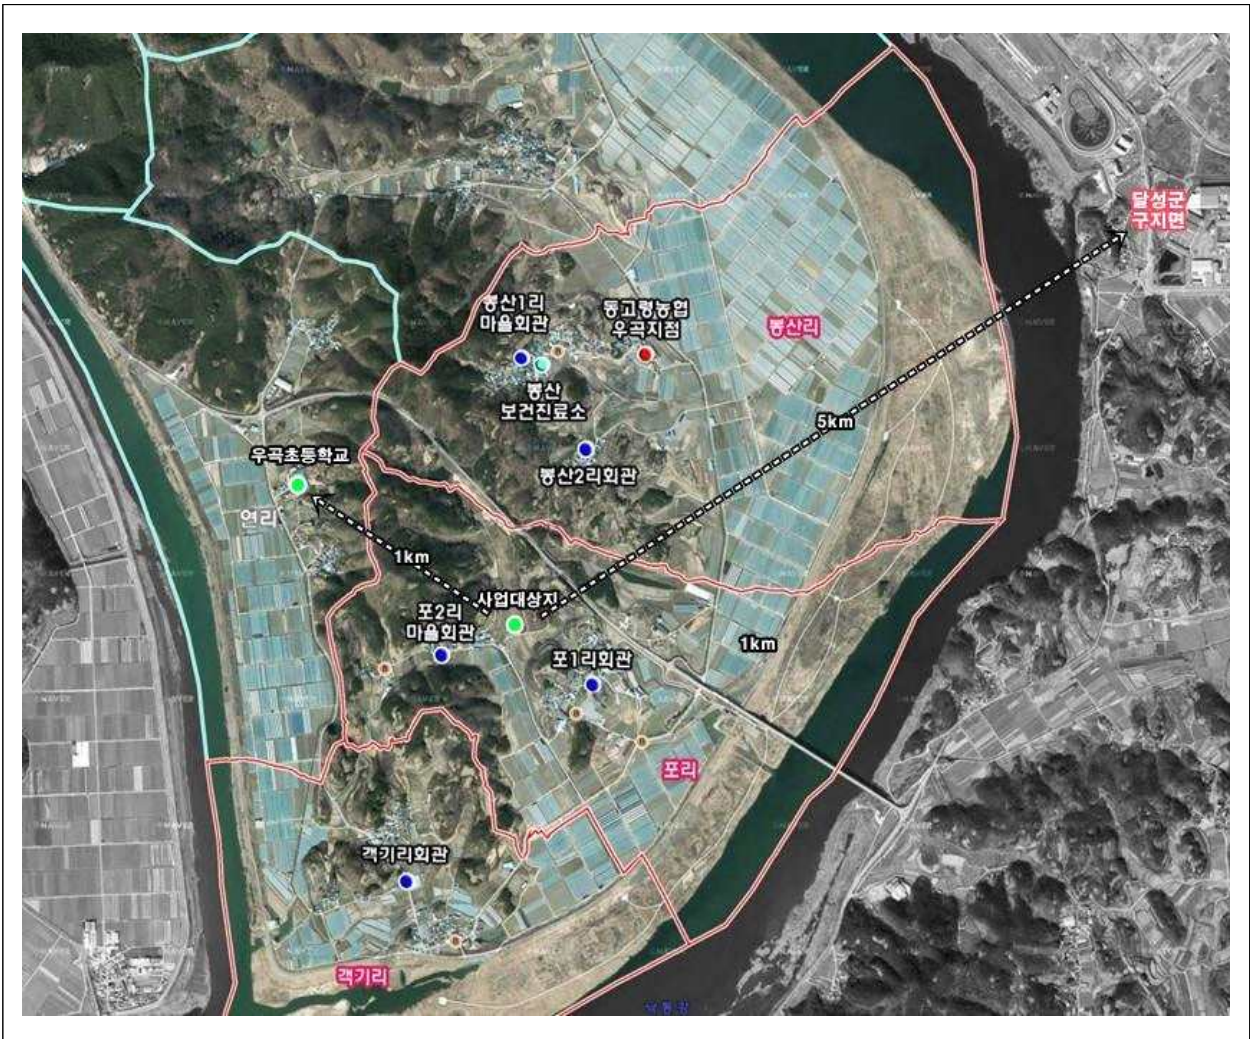 달성군
구지면
봉산1리
마을회관
동고령농협
우곡지점
봉산리
봉산
보건진료소
5km
우곡초등학교
봉산2리회관
연리
1km
사업대상지
포2리
마을회관
1km
포1리회관
포리
객기리회관
객기리
낙동강